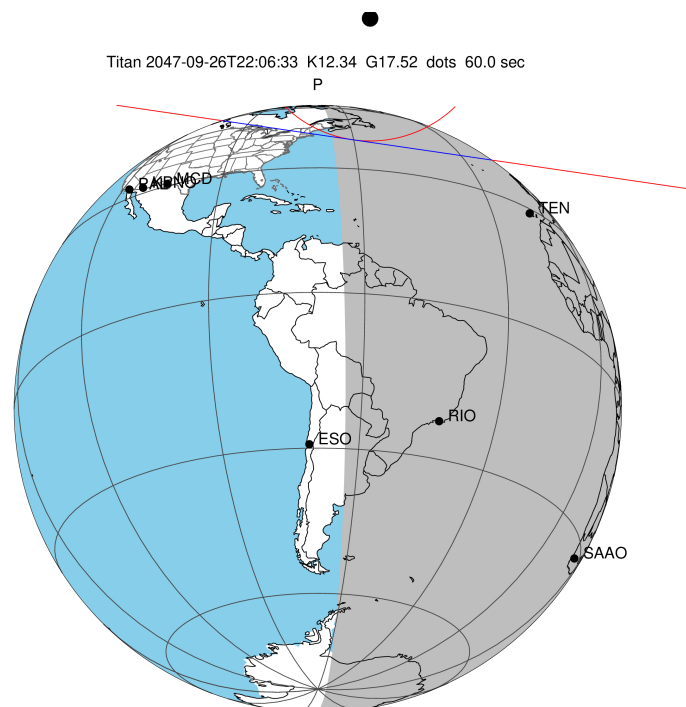 Titan 2047-09-26T22:06:33 K12.34 G17.52 dots 60.0 sec
P
MCD
TEN
RIO
ESO
SAAO